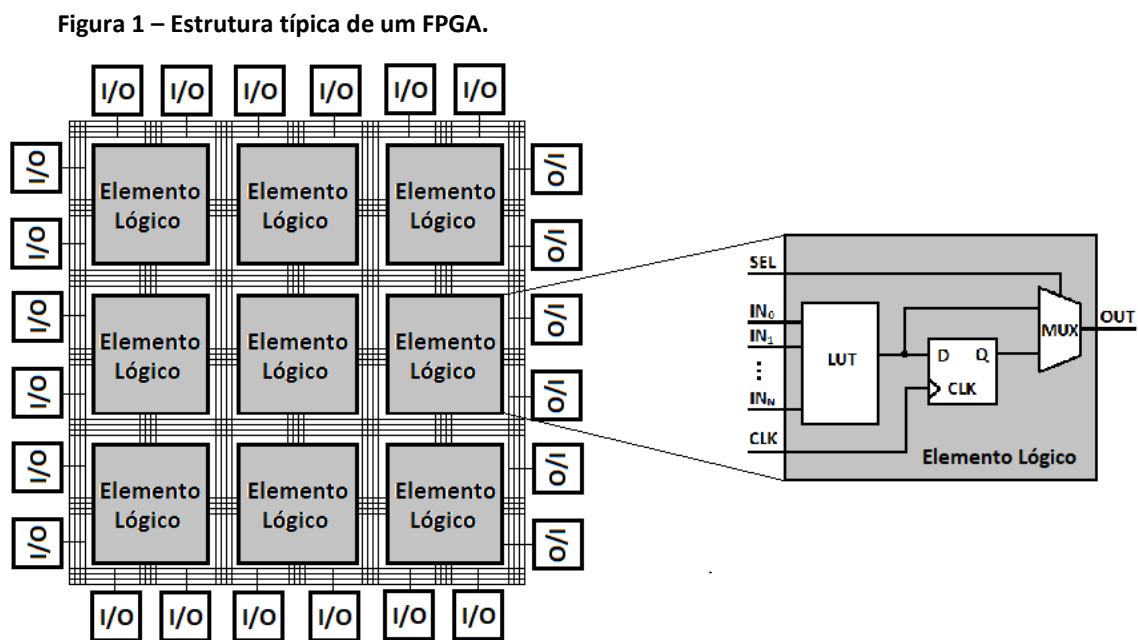 Figura 1 – Estrutura típica de um FPGA.
I/O I/O I/O I/O I/O I/O
I/O
I/O
I/O
I/O
I/O
I/O
Elemento Lógico
Elemento Lógico
Elemento Lógico
Elemento Lógico
Elemento Lógico
Elemento Lógico
Elemento Lógico
Elemento Lógico
Elemento Lógico
I/O
I/O
I/O
I/O
I/O
I/O
I/O I/O I/O I/O I/O I/O
SEL
IN₀
IN₁
⋮
INₙ
CLK
LUT
D Q
CLK
MUX
OUT
Elemento Lógico